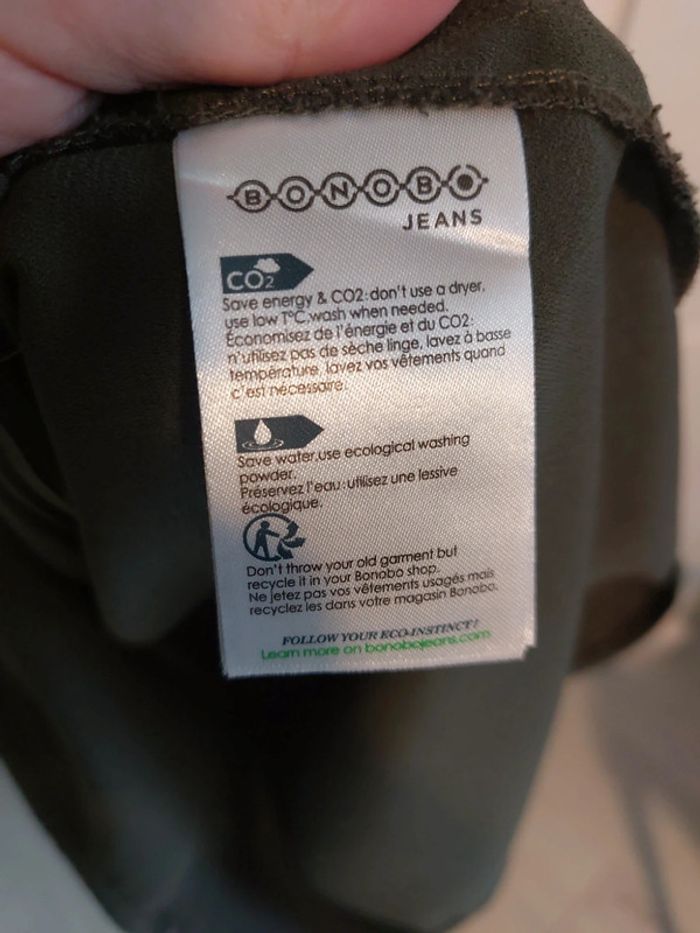 BONOBO
JEANS
CO2
Save energy & CO2:don't use a dryer,
use low T°C,wash when needed.
Économisez de l'énergie et du CO2:
n'utilisez pas de sèche linge, lavez à basse
température, lavez vos vêtements quand
c'est nécessaire.
Save water,use ecological washing
powder.
Préservez l'eau:utilisez une lessive
écologique.
Don't throw your old garment but
recycle it in your Bonobo shop.
Ne jetez pas vos vêtements usagés mais
recyclez les dans votre magasin Bonobo.
FOLLOW YOUR ECO-INSTINCT!
Learn more on bonobojeans.com